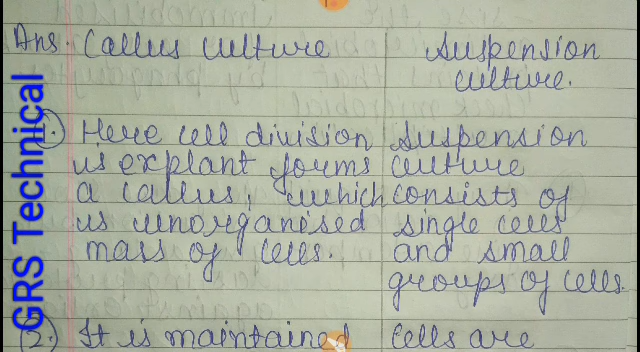 Ans. Callus culture
Suspension
culture.
1. Here cell division
is explant forms
a callus, which
is unorganised
mass of cells.
Suspension
culture
consists of
single cells
and small
groups of cells.
2. It is maintained
cells are
GRS Technical